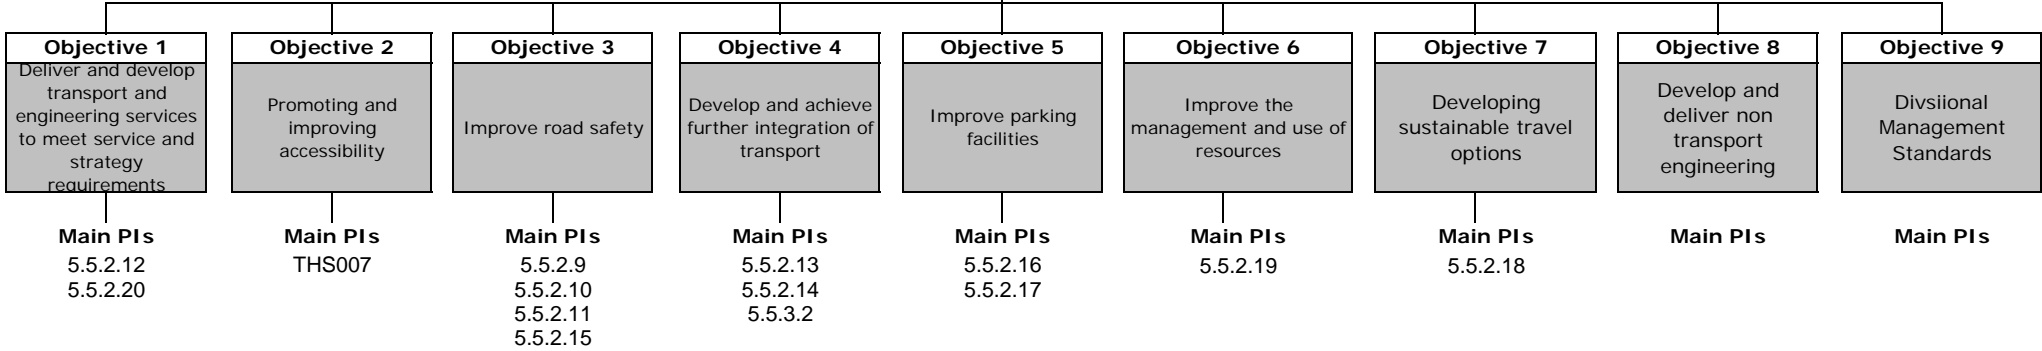 Objective 1
Deliver and develop
transport and
engineering services
to meet service and
strategy
requirements
Main PIs
5.5.2.12
5.5.2.20
Objective 2
Promoting and
improving
accessibility
Main PIs
THS007
Objective 3
Improve road safety
Main PIs
5.5.2.9
5.5.2.10
5.5.2.11
5.5.2.15
Objective 4
Develop and achieve
further integration of
transport
Main PIs
5.5.2.13
5.5.2.14
5.5.3.2
Objective 5
Improve parking
facilities
Main PIs
5.5.2.16
5.5.2.17
Objective 6
Improve the
management and use of
resources
Main PIs
5.5.2.19
Objective 7
Developing
sustainable travel
options
Main PIs
5.5.2.18
Objective 8
Develop and
deliver non
transport
engineering
Main PIs
Objective 9
Divsiional
Management
Standards
Main PIs